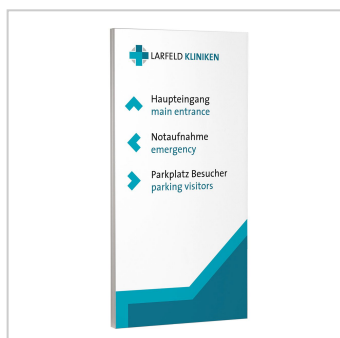 LARFELD KLINIKEN
Haupteingang
main entrance
Notaufnahme
emergency
Parkplatz Besucher
parking visitors